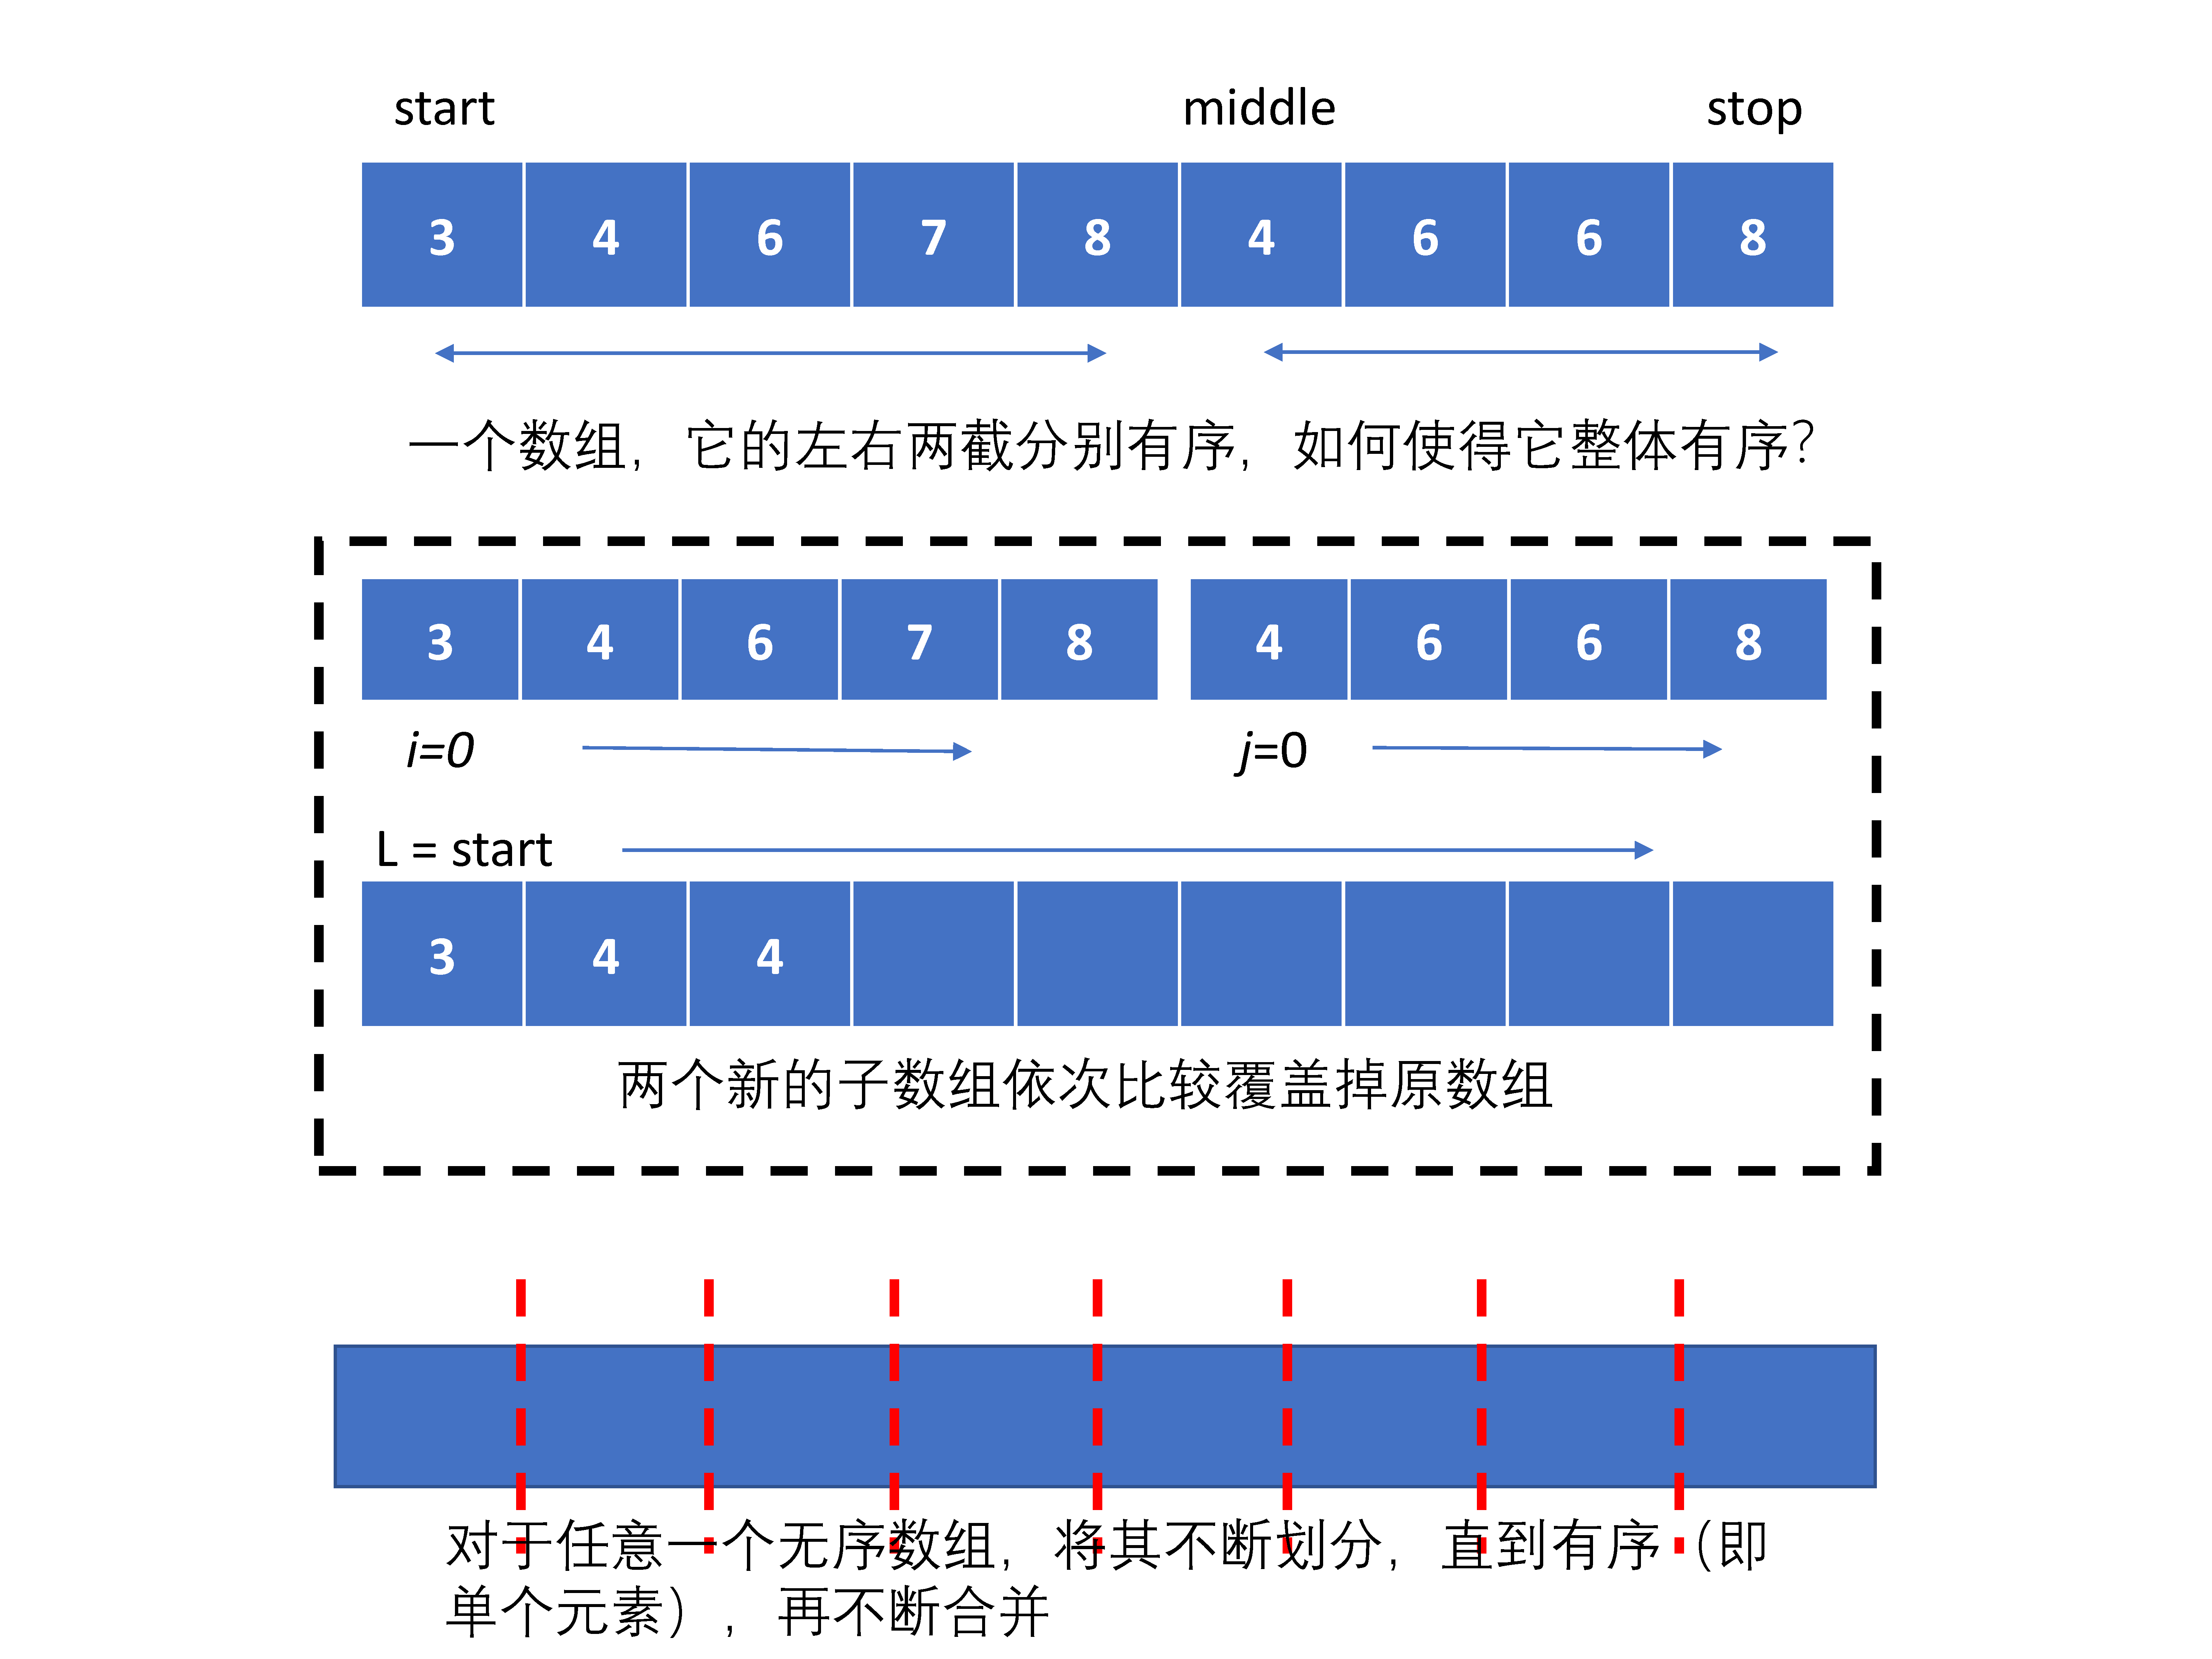 start middle stop
3 4 6 7 8 4 6 6 8
一个数组，它的左右两截分别有序，如何使得它整体有序？
3 4 6 7 8 4 6 6 8
i=0 j=0
L = start
3 4 4
两个新的子数组依次比较覆盖掉原数组
对于任意一个无序数组，将其不断划分，直到有序（即
单个元素），再不断合并